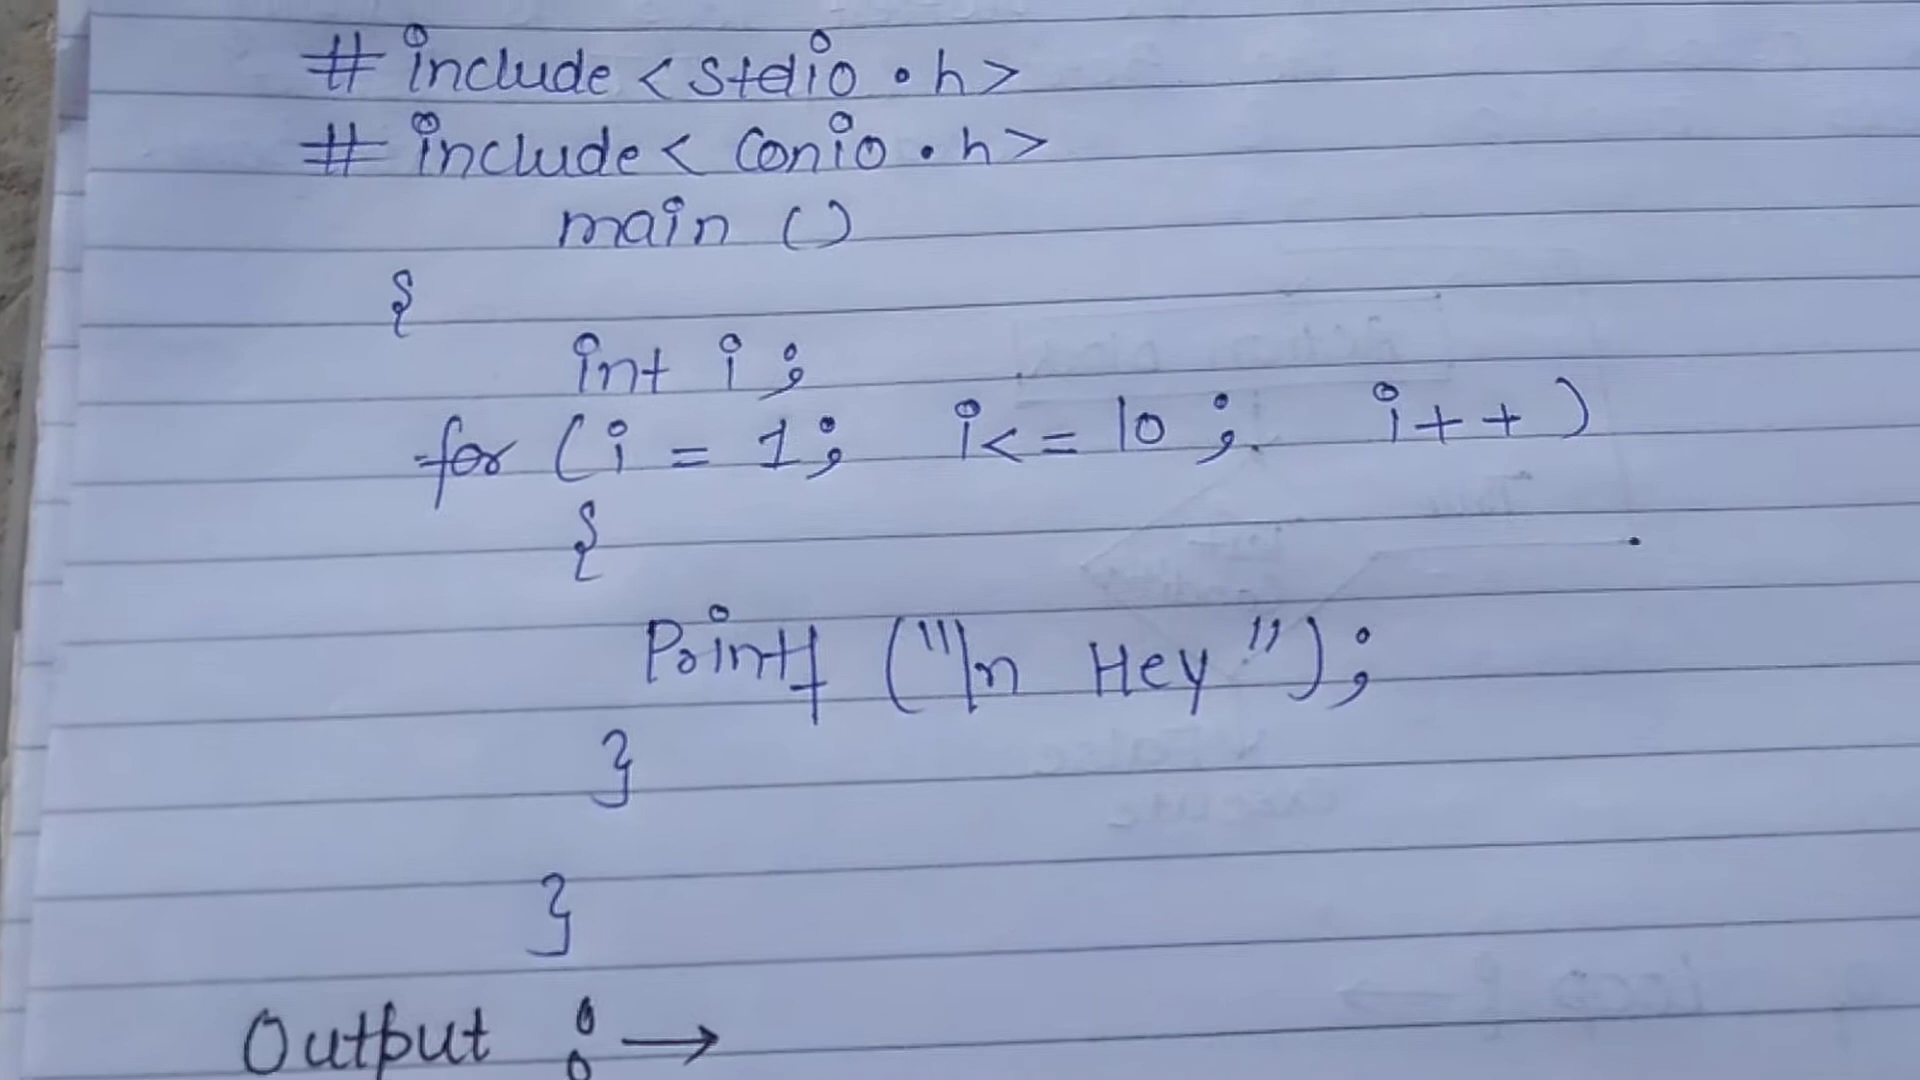 # include <stdio.h>
# include < conio.h>
main ()
{
int i ;
for (i = 1; i<= 10 ; i++)
{
Printf ("\n Hey");
}
}
Output :→